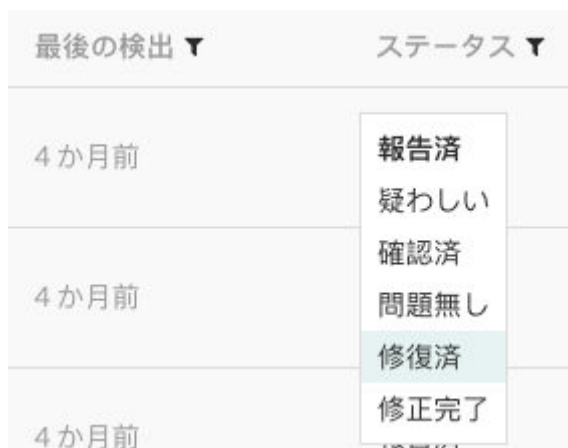 最後の検出 ステータス
4 か月前
報告済
疑わしい
確認済
4 か月前
問題無し
修復済
修正完了
4 か月前